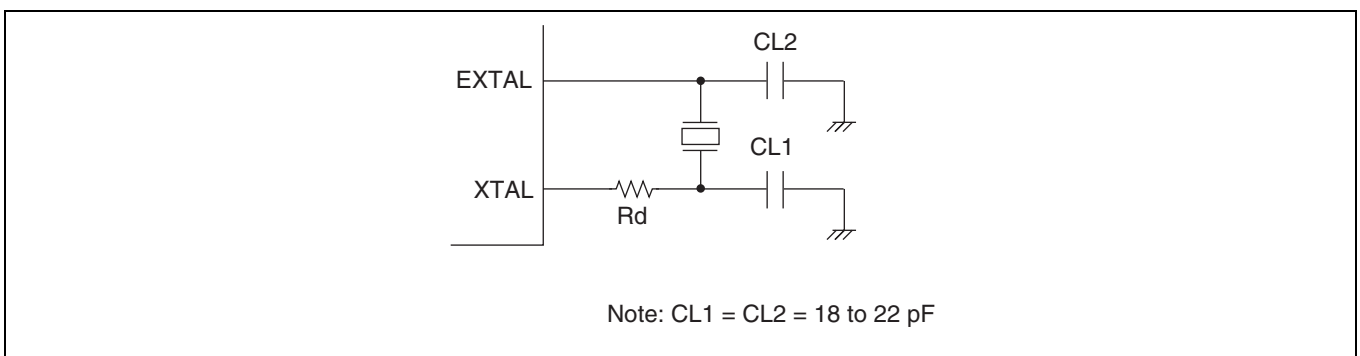 CL2
EXTAL
CL1
XTAL
Rd
Note: CL1 = CL2 = 18 to 22 pF